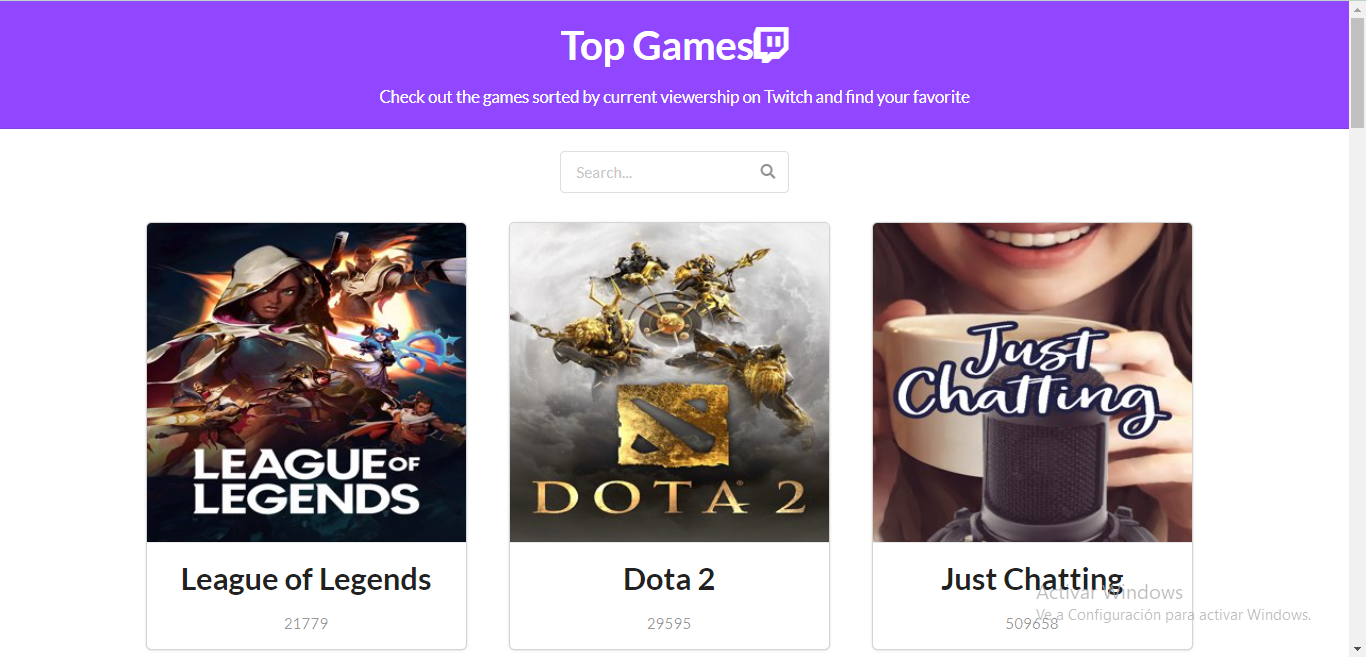 Top Games
Check out the games sorted by current viewership on Twitch and find your favorite
Search...
LEAGUE OF
LEGENDS
DOTA 2
Just
Chatting
League of Legends
21779
Dota 2
29595
Just Chatting
509658
Activar Windows
Ve a Configuración para activar Windows.